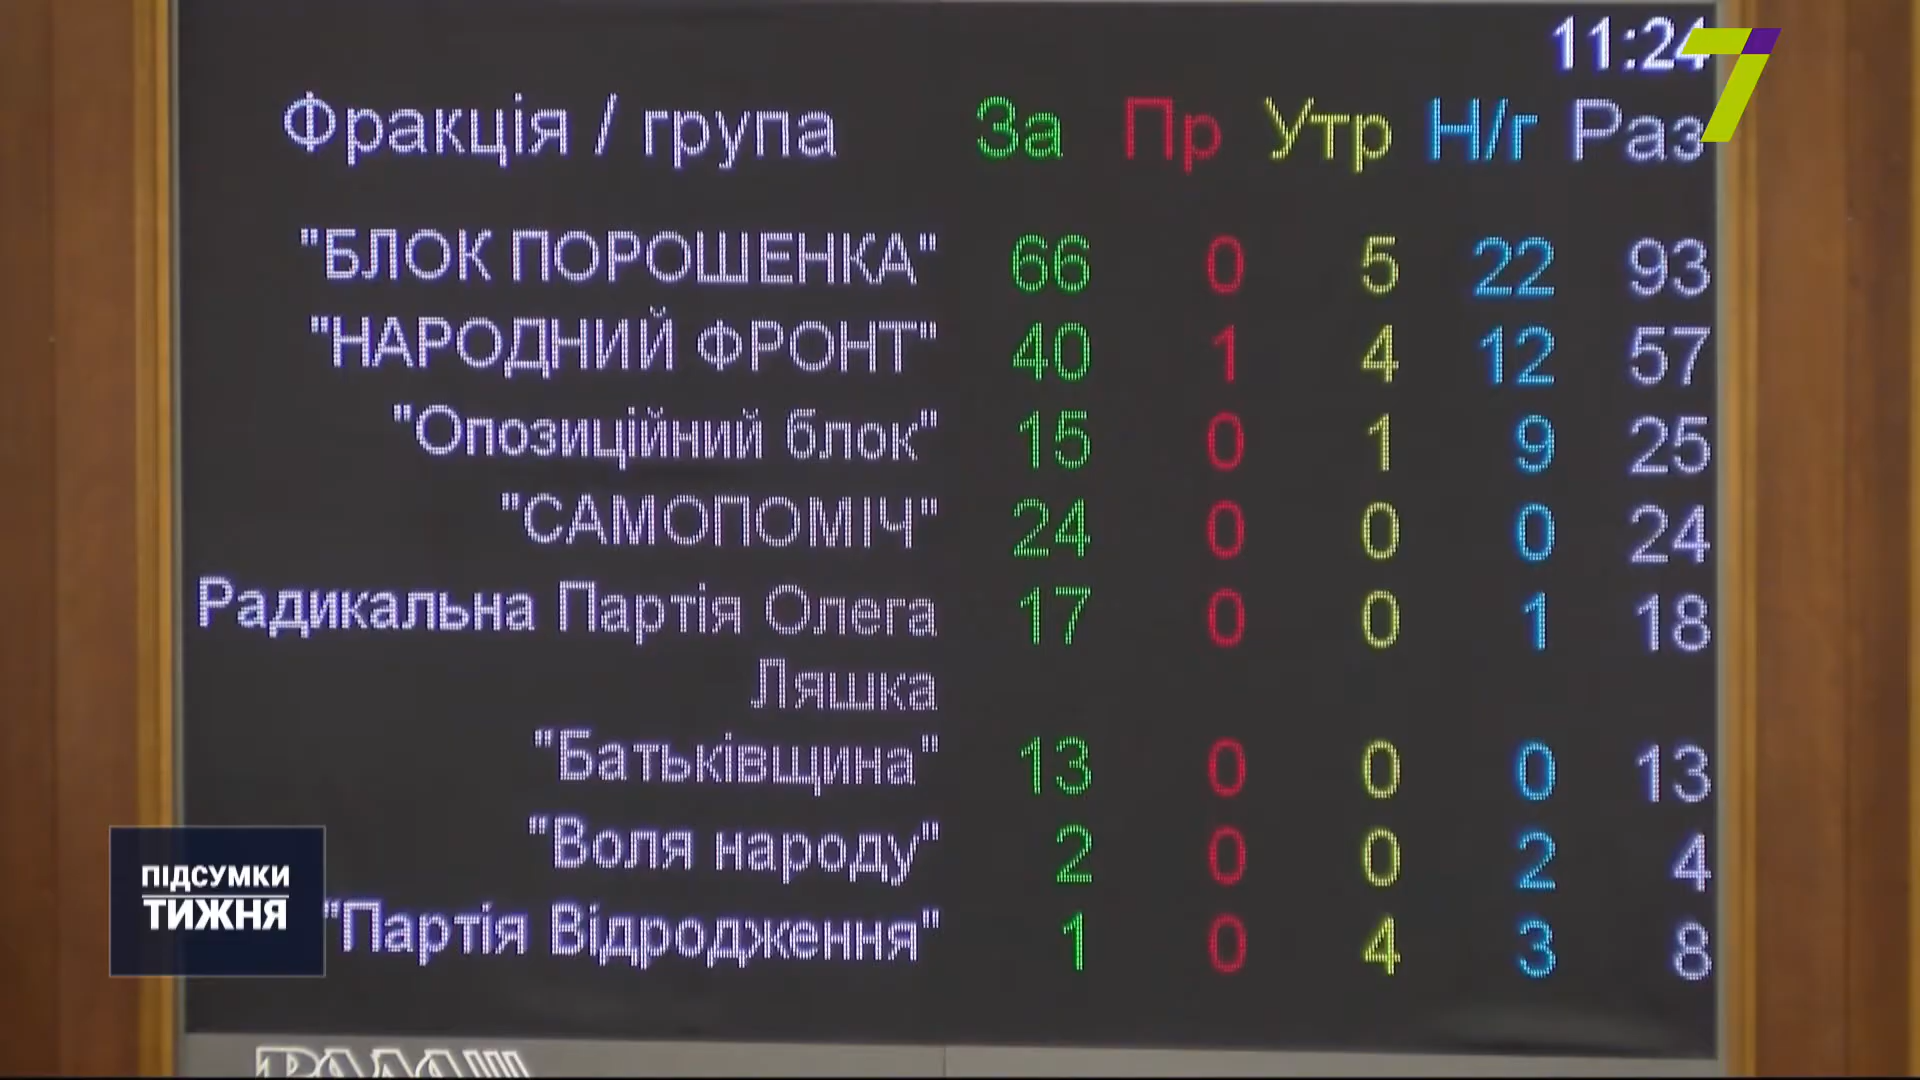 11:24
Фракція / група За Пр Утр Н/г Раз
"БЛОК ПОРОШЕНКА" 66 0 5 22 93
"НАРОДНИЙ ФРОНТ" 40 1 4 12 57
"Опозиційний блок" 15 0 1 9 25
"САМОПОМІЧ" 24 0 0 0 24
Радикальна Партія Олега 17 0 0 1 18
Ляшка
"Батьківщина" 13 0 0 0 13
"Воля народу" 2 0 0 2 4
"Партія Відродження" 1 0 4 3 8
ПІДСУМКИ
ТИЖНЯ
7